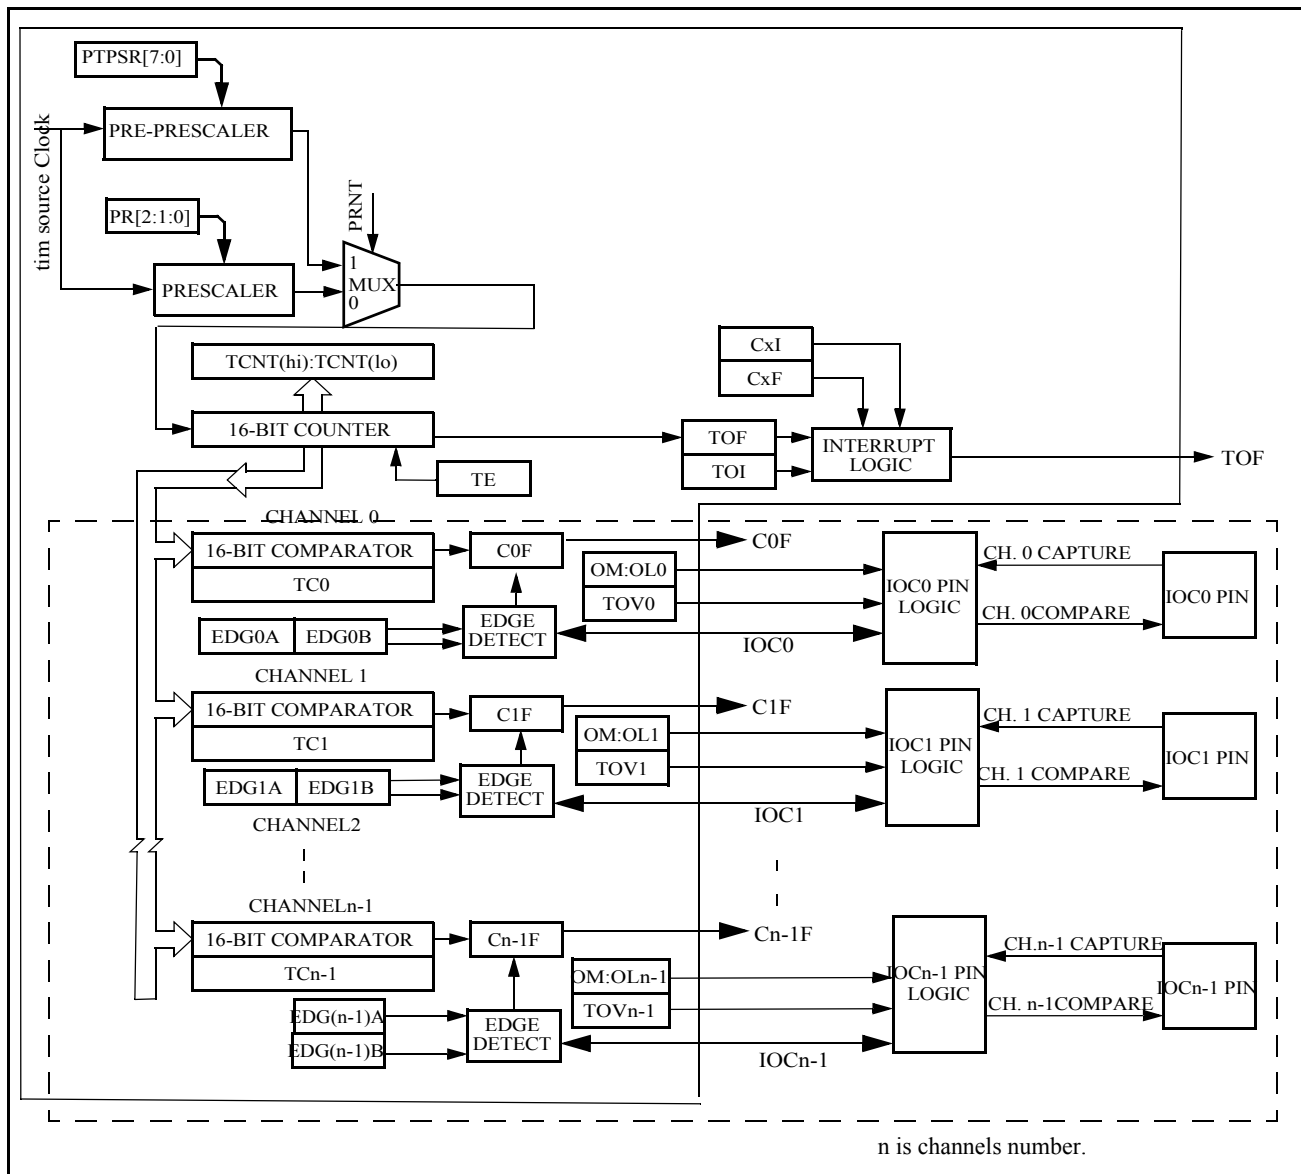 PTPSR[7:0]
tim source Clock
PRE-PRESCALER
PR[2:1:0]
PRNT
1
MUX
0
PRESCALER
TCNT(hi):TCNT(lo)
CxI
CxF
16-BIT COUNTER
TOF
TOI
INTERRUPT
LOGIC
TOF
TE
CHANNEL 0
16-BIT COMPARATOR
TC0
C0F
C0F
OM:OL0
TOV0
IOC0 PIN
LOGIC
CH. 0 CAPTURE
CH. 0COMPARE
IOC0 PIN
EDG0A
EDG0B
EDGE
DETECT
IOC0
CHANNEL 1
16-BIT COMPARATOR
TC1
C1F
C1F
OM:OL1
TOV1
IOC1 PIN
LOGIC
CH. 1 CAPTURE
CH. 1 COMPARE
IOC1 PIN
EDG1A
EDG1B
EDGE
DETECT
IOC1
CHANNEL2
CHANNELn-1
16-BIT COMPARATOR
TCn-1
Cn-1F
Cn-1F
OM:OLn-1
TOVn-1
IOCn-1 PIN
LOGIC
CH.n-1 CAPTURE
CH. n-1COMPARE
IOCn-1 PIN
EDG(n-1)A
EDG(n-1)B
EDGE
DETECT
IOCn-1
n is channels number.